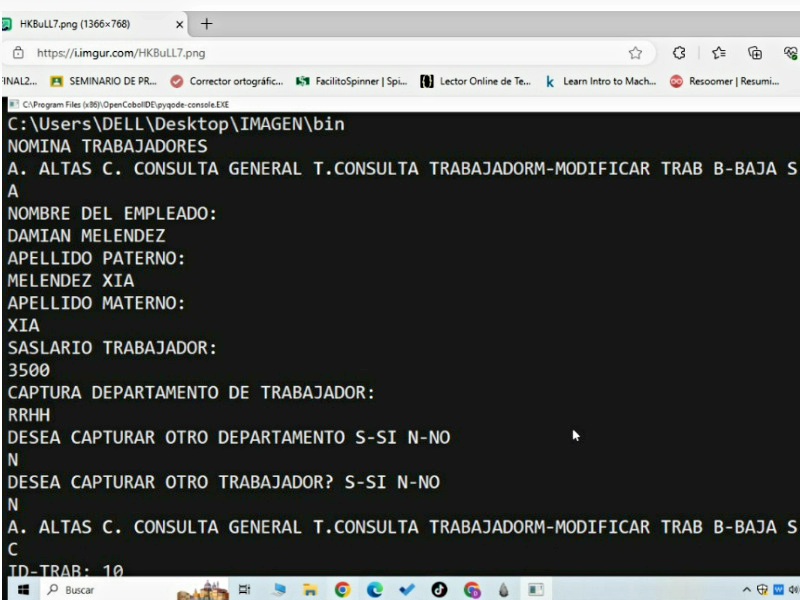 HKBuLL7.png (1366×768)
https://i.imgur.com/HKBuLL7.png
INAL2... SEMINARIO DE PR... Corrector ortográfic... FacilitoSpinner | Spi... Lector Online de Te... Learn Intro to Mach... Resoomer | Resumi...
C:\Program Files (x86)\OpenCobolIDE\pyqode-console.EXE
C:\Users\DELL\Desktop\IMAGEN\bin
NOMINA TRABAJADORES
A. ALTAS C. CONSULTA GENERAL T.CONSULTA TRABAJADORM-MODIFICAR TRAB B-BAJA S
A
NOMBRE DEL EMPLEADO:
DAMIAN MELENDEZ
APELLIDO PATERNO:
MELENDEZ XIA
APELLIDO MATERNO:
XIA
SASLARIO TRABAJADOR:
3500
CAPTURA DEPARTAMENTO DE TRABAJADOR:
RRHH
DESEA CAPTURAR OTRO DEPARTAMENTO S-SI N-NO
N
DESEA CAPTURAR OTRO TRABAJADOR? S-SI N-NO
N
A. ALTAS C. CONSULTA GENERAL T.CONSULTA TRABAJADORM-MODIFICAR TRAB B-BAJA S
C
ID-TRAB: 10
Buscar